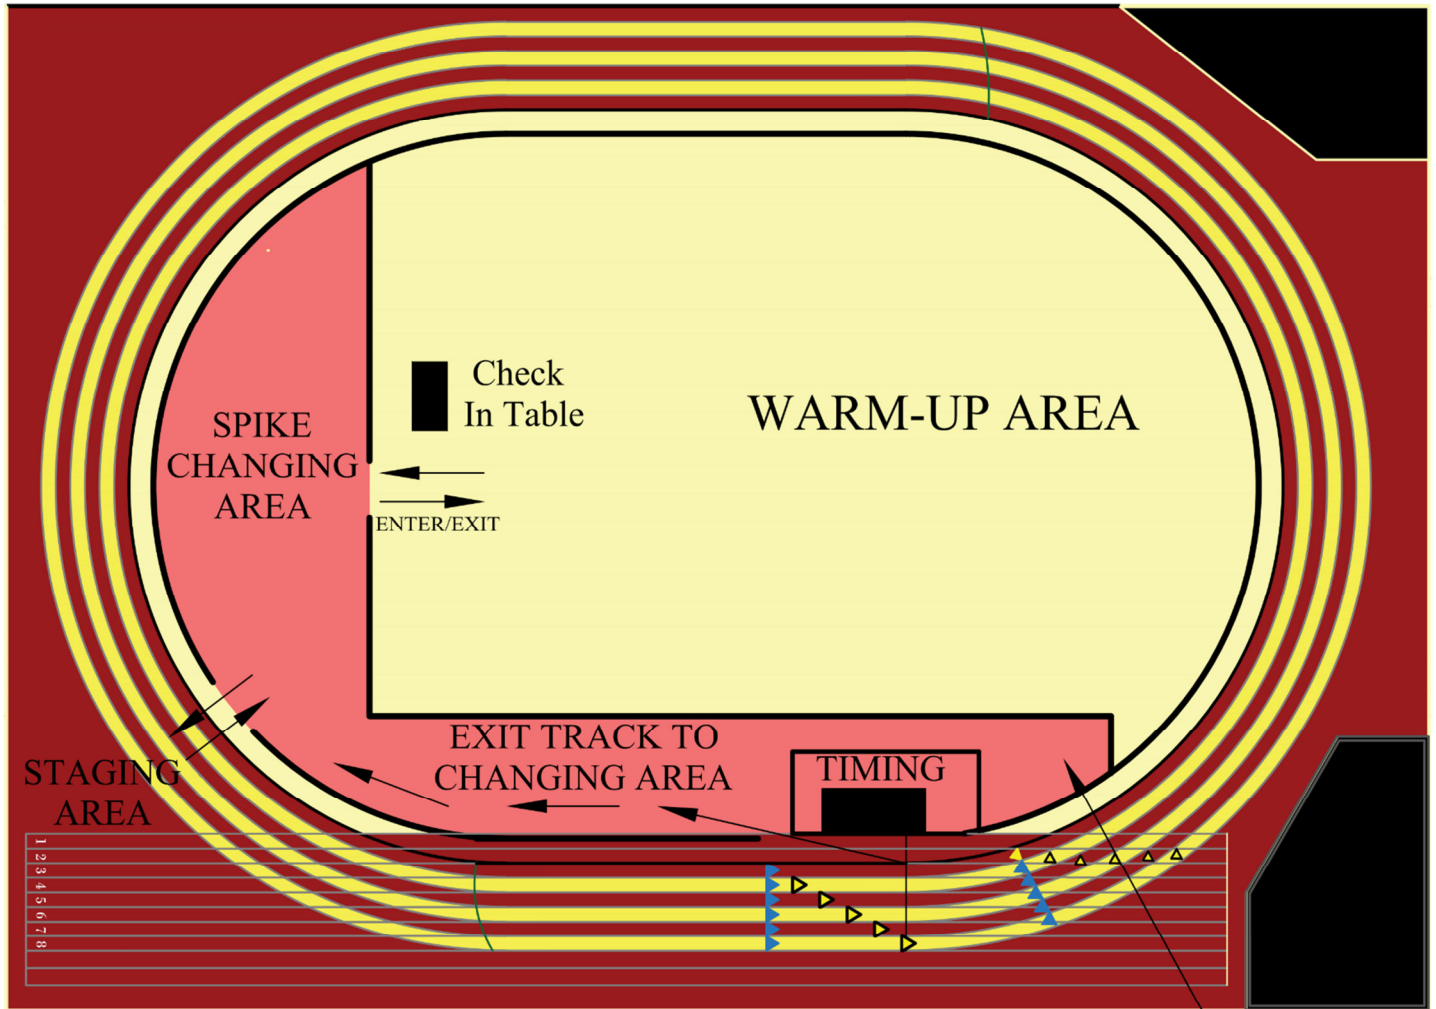 Check
In Table
WARM-UP AREA
SPIKE
CHANGING
AREA
ENTER/EXIT
EXIT TRACK TO
CHANGING AREA
TIMING
STAGING
AREA
1
2
3
4
5
6
7
8